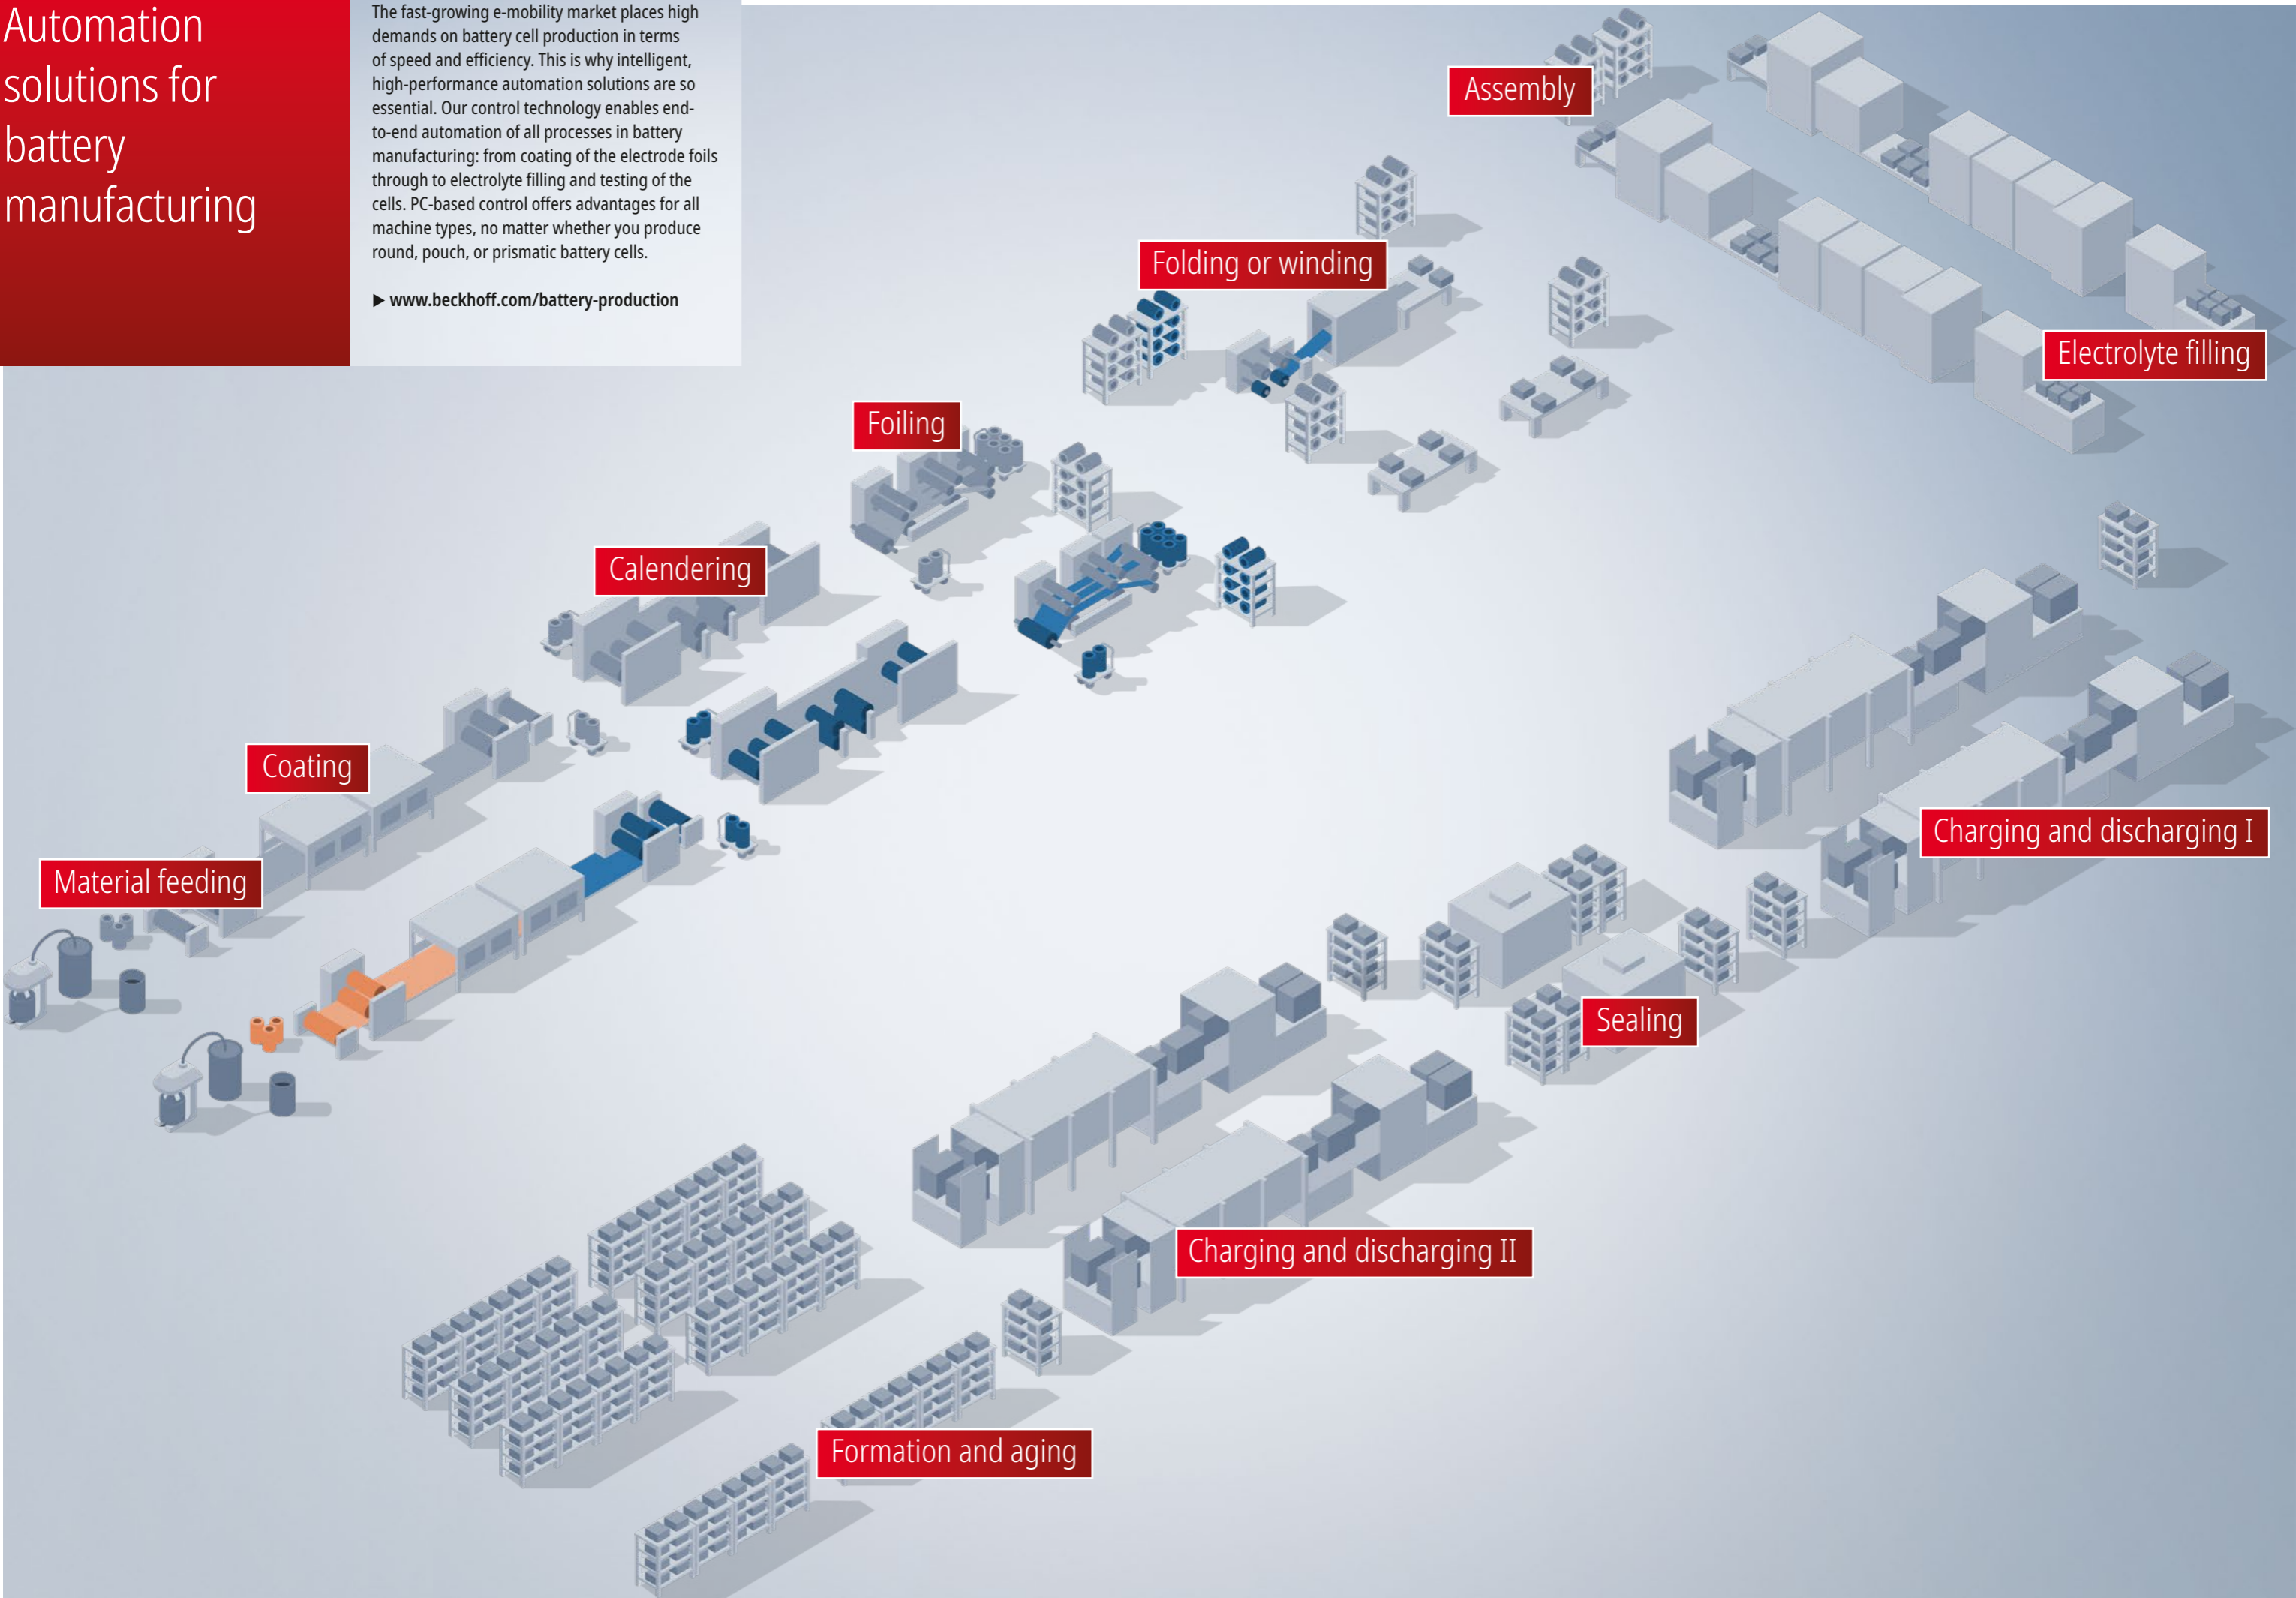 Automation
solutions for
battery
manufacturing
The fast-growing e-mobility market places high
demands on battery cell production in terms
of speed and efficiency. This is why intelligent,
high-performance automation solutions are so
essential. Our control technology enables end-
to-end automation of all processes in battery
manufacturing: from coating of the electrode foils
through to electrolyte filling and testing of the
cells. PC-based control offers advantages for all
machine types, no matter whether you produce
round, pouch, or prismatic battery cells.
▶ www.beckhoff.com/battery-production
Assembly
Folding or winding
Electrolyte filling
Foiling
Calendering
Coating
Charging and discharging I
Material feeding
Sealing
Charging and discharging II
Formation and aging